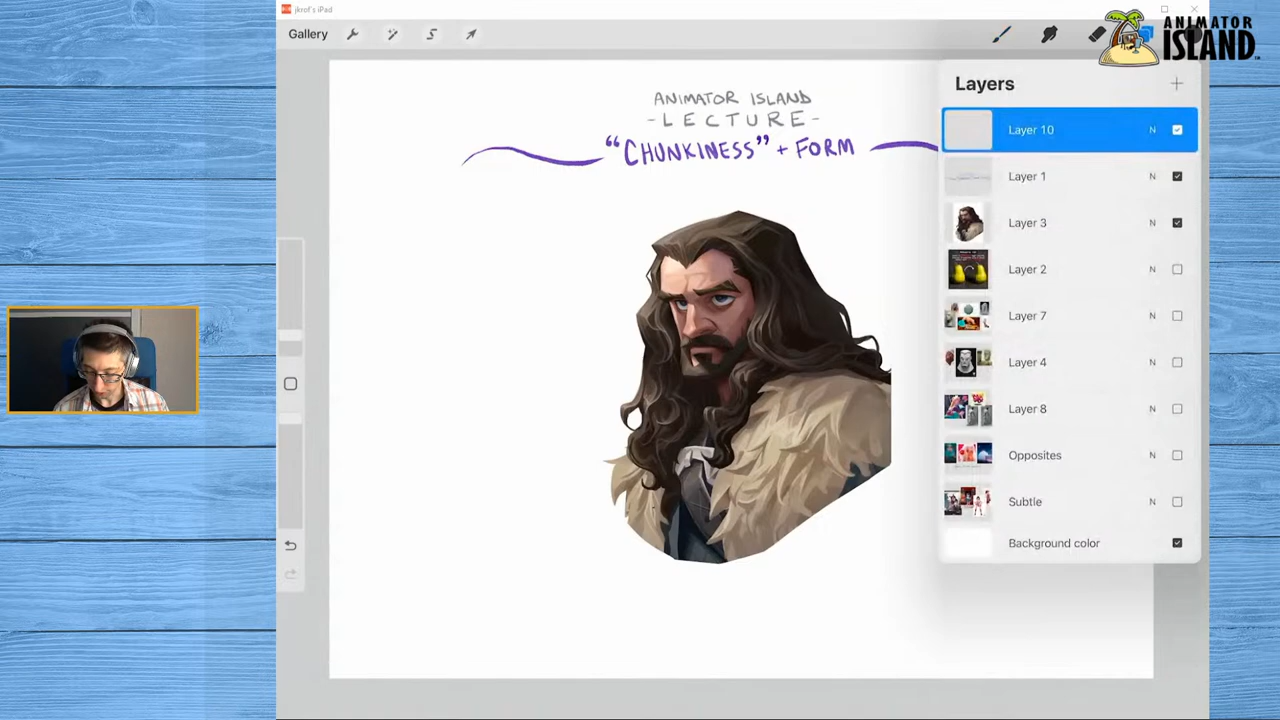 jkrof's iPad
ANIMATOR
ISLAND
Gallery
Layers
ANIMATOR ISLAND
-LECTURE-
"CHUNKINESS" + FORM
Layer 10 N
Layer 1 N
Layer 3 N
Layer 2 N
Layer 7 N
Layer 4 N
Layer 8 N
Opposites N
Subtle N
Background color